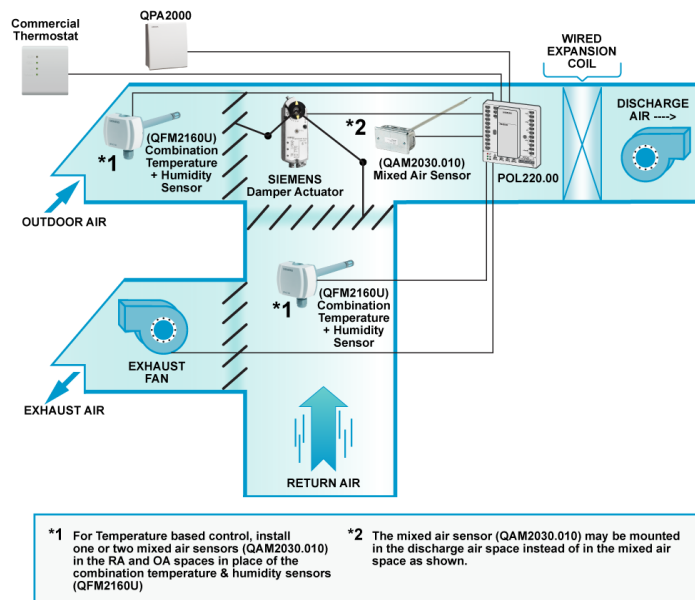 Commercial
Thermostat
QPA2000
WIRED
EXPANSION
COIL
DISCHARGE
AIR ---->
*1
(QFM2160U)
Combination
Temperature
+ Humidity
Sensor
SIEMENS
Damper Actuator
*2
(QAM2030.010)
Mixed Air Sensor
POL220.00
OUTDOOR AIR
*1
(QFM2160U)
Combination
Temperature
+ Humidity
Sensor
EXHAUST
FAN
EXHAUST AIR
RETURN AIR
*1 For Temperature based control, install
one or two mixed air sensors (QAM2030.010)
in the RA and OA spaces in place of the
combination temperature & humidity sensors
(QFM2160U)
*2 The mixed air sensor (QAM2030.010) may be mounted
in the discharge air space instead of in the mixed air
space as shown.